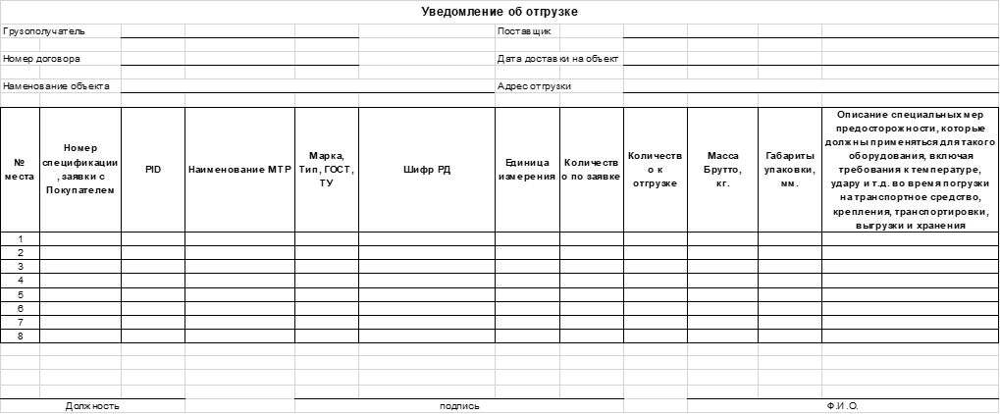 Уведомление об отгрузке
Грузополучатель
Поставщик
Номер договора
Дата доставки на объект
Наменование объекта
Адрес отгрузки
№
места
Номер
спецификации
, заявки с
Покупателем
PID
Наименование МТР
Марка,
Тип, ГОСТ,
ТУ
Шифр РД
Единица
измерения
Количеств
о по заявке
Количеств
о к
отгрузке
Масса
Брутто,
кг.
Габариты
упаковки,
мм.
Описание специальных мер
предосторожности, которые
должны применяться для такого
оборудования, включая
требования к температуре,
удару и т.д. во время погрузки
на транспортное средство,
крепления, транспортировки,
выгрузки и хранения
1
2
3
4
5
6
7
8
Должность
подпись
Ф.И.О.